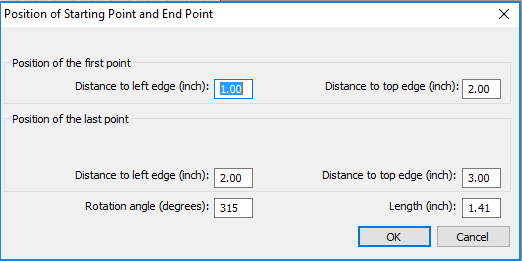 Position of Starting Point and End Point
Position of the first point
Distance to left edge (inch): 1.00 Distance to top edge (inch): 2.00
Position of the last point
Distance to left edge (inch): 2.00 Distance to top edge (inch): 3.00
Rotation angle (degrees): 315 Length (inch): 1.41
OK Cancel